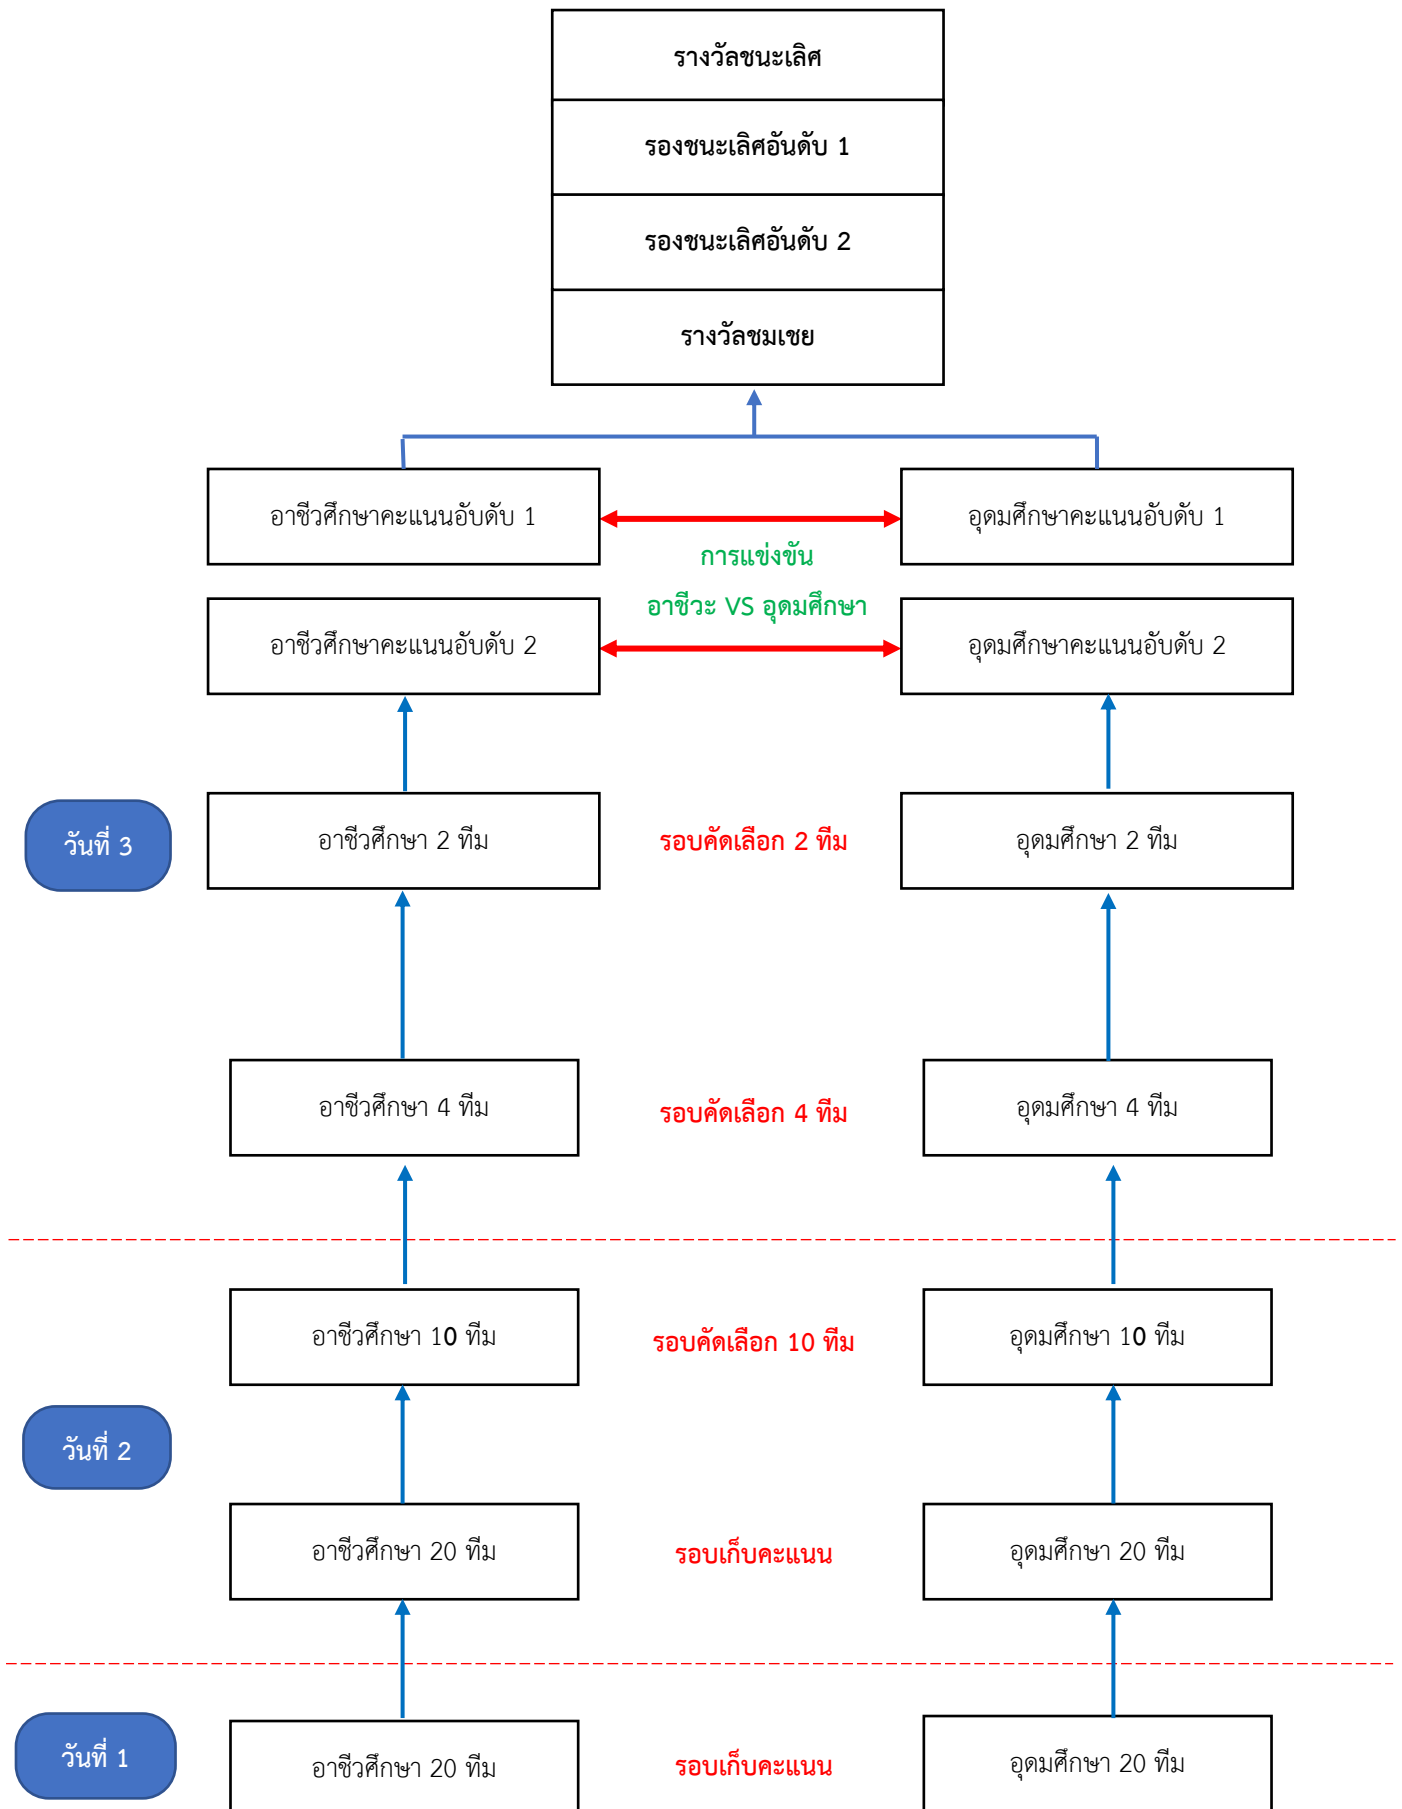 รางวัลชนะเลิศ
รองชนะเลิศอันดับ 1
รองชนะเลิศอันดับ 2
รางวัลชมเชย
อาชีวศึกษาคะแนนอับดับ 1
อุดมศึกษาคะแนนอับดับ 1
การแข่งขัน
อาชีวะ VS อุดมศึกษา
อาชีวศึกษาคะแนนอับดับ 2
อุดมศึกษาคะแนนอับดับ 2
วันที่ 3
อาชีวศึกษา 2 ทีม
รอบคัดเลือก 2 ทีม
อุดมศึกษา 2 ทีม
อาชีวศึกษา 4 ทีม
รอบคัดเลือก 4 ทีม
อุดมศึกษา 4 ทีม
อาชีวศึกษา 10 ทีม
รอบคัดเลือก 10 ทีม
อุดมศึกษา 10 ทีม
วันที่ 2
อาชีวศึกษา 20 ทีม
รอบเก็บคะแนน
อุดมศึกษา 20 ทีม
วันที่ 1
อาชีวศึกษา 20 ทีม
รอบเก็บคะแนน
อุดมศึกษา 20 ทีม